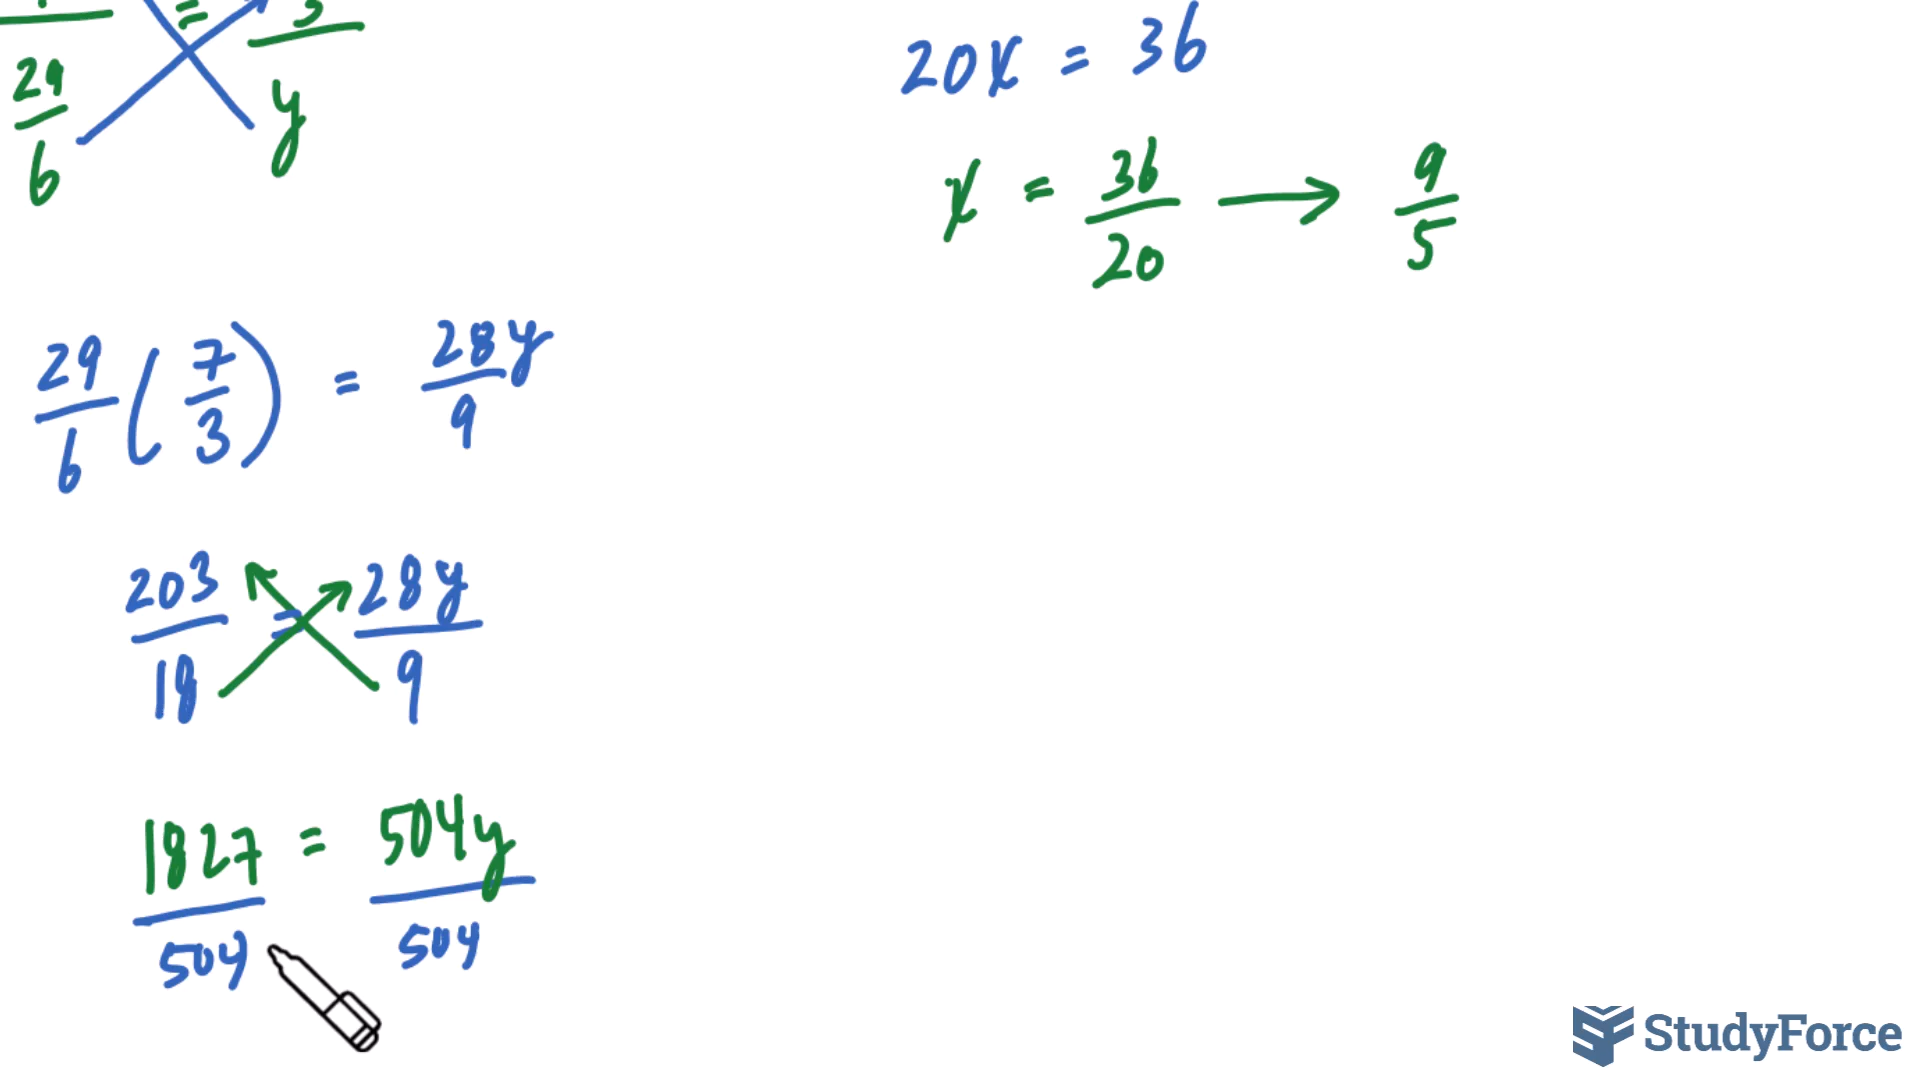 = 3/y
29/6
20x = 36
x = 36/20 → 9/5
29/6 (7/3) = 28y/9
203/18 = 28y/9
1827/504 = 504y/504
StudyForce